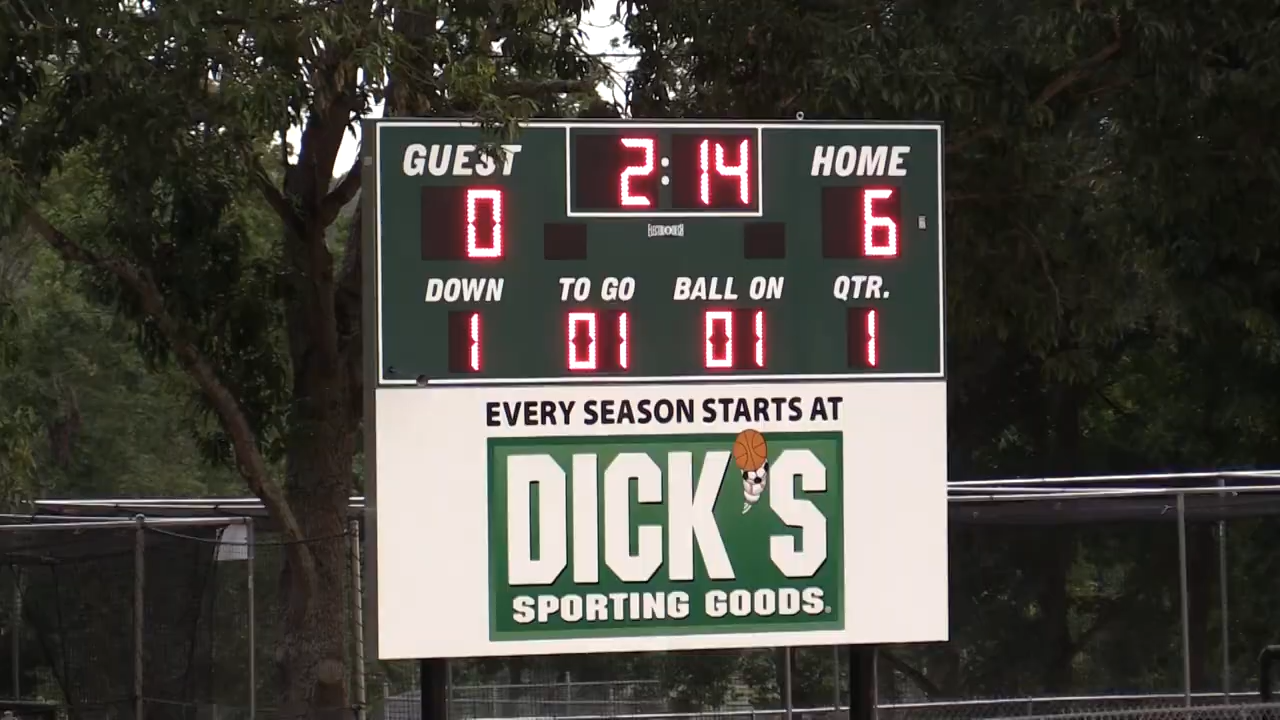 GUEST 2:14 HOME
0 6
DOWN TO GO BALL ON QTR.
1 01 01 1
EVERY SEASON STARTS AT
DICK'S
SPORTING GOODS